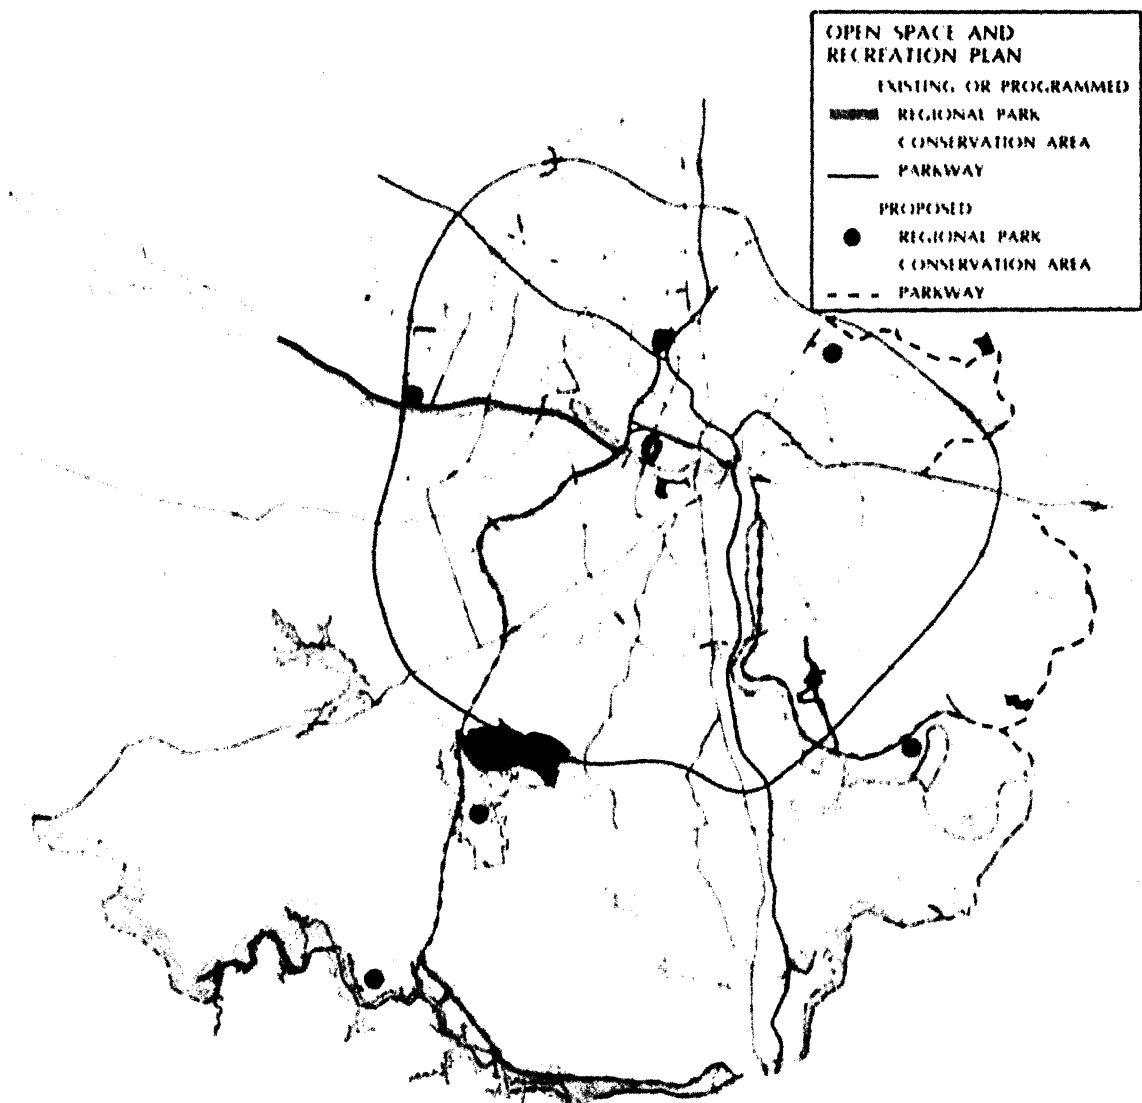 OPEN SPACE AND
RECREATION PLAN
EXISTING OR PROGRAMMED
REGIONAL PARK
CONSERVATION AREA
PARKWAY
PROPOSED
REGIONAL PARK
CONSERVATION AREA
PARKWAY